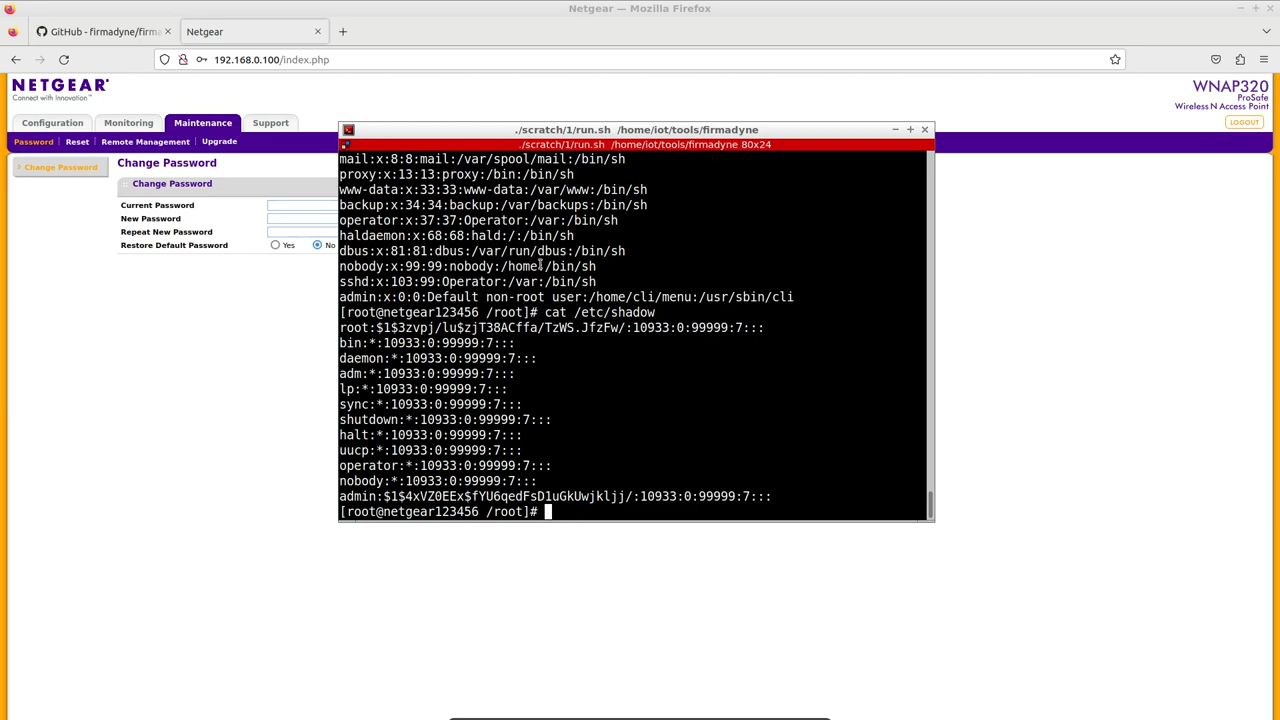 Netgear — Mozilla Firefox
GitHub - firmadyne/firma
Netgear
192.168.0.100/index.php
NETGEAR
Connect with Innovation™
WNAP320
ProSafe
Wireless N Access Point
LOGOUT
Configuration Monitoring Maintenance Support
Password Reset Remote Management Upgrade
Change Password
Change Password
Change Password
Current Password
New Password
Repeat New Password
Restore Default Password Yes No
./scratch/1/run.sh /home/iot/tools/firmadyne
./scratch/1/run.sh /home/iot/tools/firmadyne 80x24
mail:x:8:8:mail:/var/spool/mail:/bin/sh
proxy:x:13:13:proxy:/bin:/bin/sh
www-data:x:33:33:www-data:/var/www:/bin/sh
backup:x:34:34:backup:/var/backups:/bin/sh
operator:x:37:37:Operator:/var:/bin/sh
haldaemon:x:68:68:hald:/:/bin/sh
dbus:x:81:81:dbus:/var/run/dbus:/bin/sh
nobody:x:99:99:nobody:/home:/bin/sh
sshd:x:103:99:Operator:/var:/bin/sh
admin:x:0:0:Default non-root user:/home/cli/menu:/usr/sbin/cli
[root@netgear123456 /root]# cat /etc/shadow
root:$1$3zvpj/lu$zjT38ACffa/TzWS.JfzFw/:10933:0:99999:7:::
bin:*:10933:0:99999:7:::
daemon:*:10933:0:99999:7:::
adm:*:10933:0:99999:7:::
lp:*:10933:0:99999:7:::
sync:*:10933:0:99999:7:::
shutdown:*:10933:0:99999:7:::
halt:*:10933:0:99999:7:::
uucp:*:10933:0:99999:7:::
operator:*:10933:0:99999:7:::
nobody:*:10933:0:99999:7:::
admin:$1$4xVZ0EEx$fYU6qedFsD1uGkUwjkljj/:10933:0:99999:7:::
[root@netgear123456 /root]#